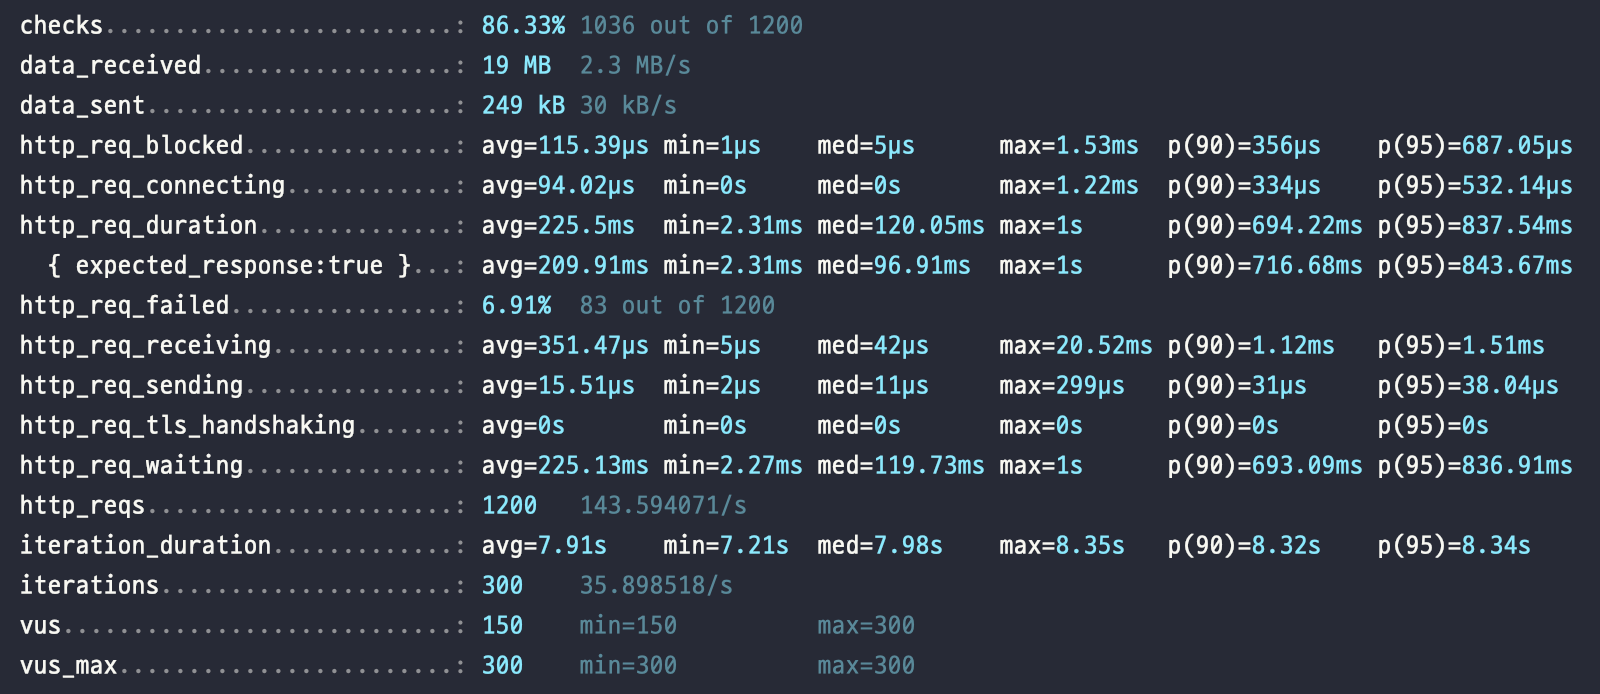 checks.........................: 86.33% 1036 out of 1200
data_received..................: 19 MB  2.3 MB/s
data_sent......................: 249 kB 30 kB/s
http_req_blocked...............: avg=115.39µs min=1µs    med=5µs      max=1.53ms  p(90)=356µs    p(95)=687.05µs
http_req_connecting............: avg=94.02µs  min=0s     med=0s       max=1.22ms  p(90)=334µs    p(95)=532.14µs
http_req_duration..............: avg=225.5ms  min=2.31ms med=120.05ms max=1s      p(90)=694.22ms p(95)=837.54ms
  { expected_response:true }...: avg=209.91ms min=2.31ms med=96.91ms  max=1s      p(90)=716.68ms p(95)=843.67ms
http_req_failed................: 6.91%  83 out of 1200
http_req_receiving.............: avg=351.47µs min=5µs    med=42µs     max=20.52ms p(90)=1.12ms   p(95)=1.51ms
http_req_sending...............: avg=15.51µs  min=2µs    med=11µs     max=299µs   p(90)=31µs     p(95)=38.04µs
http_req_tls_handshaking.......: avg=0s       min=0s     med=0s       max=0s      p(90)=0s       p(95)=0s
http_req_waiting...............: avg=225.13ms min=2.27ms med=119.73ms max=1s      p(90)=693.09ms p(95)=836.91ms
http_reqs......................: 1200   143.594071/s
iteration_duration.............: avg=7.91s    min=7.21s  med=7.98s    max=8.35s   p(90)=8.32s    p(95)=8.34s
iterations.....................: 300    35.898518/s
vus............................: 150    min=150          max=300
vus_max........................: 300    min=300          max=300